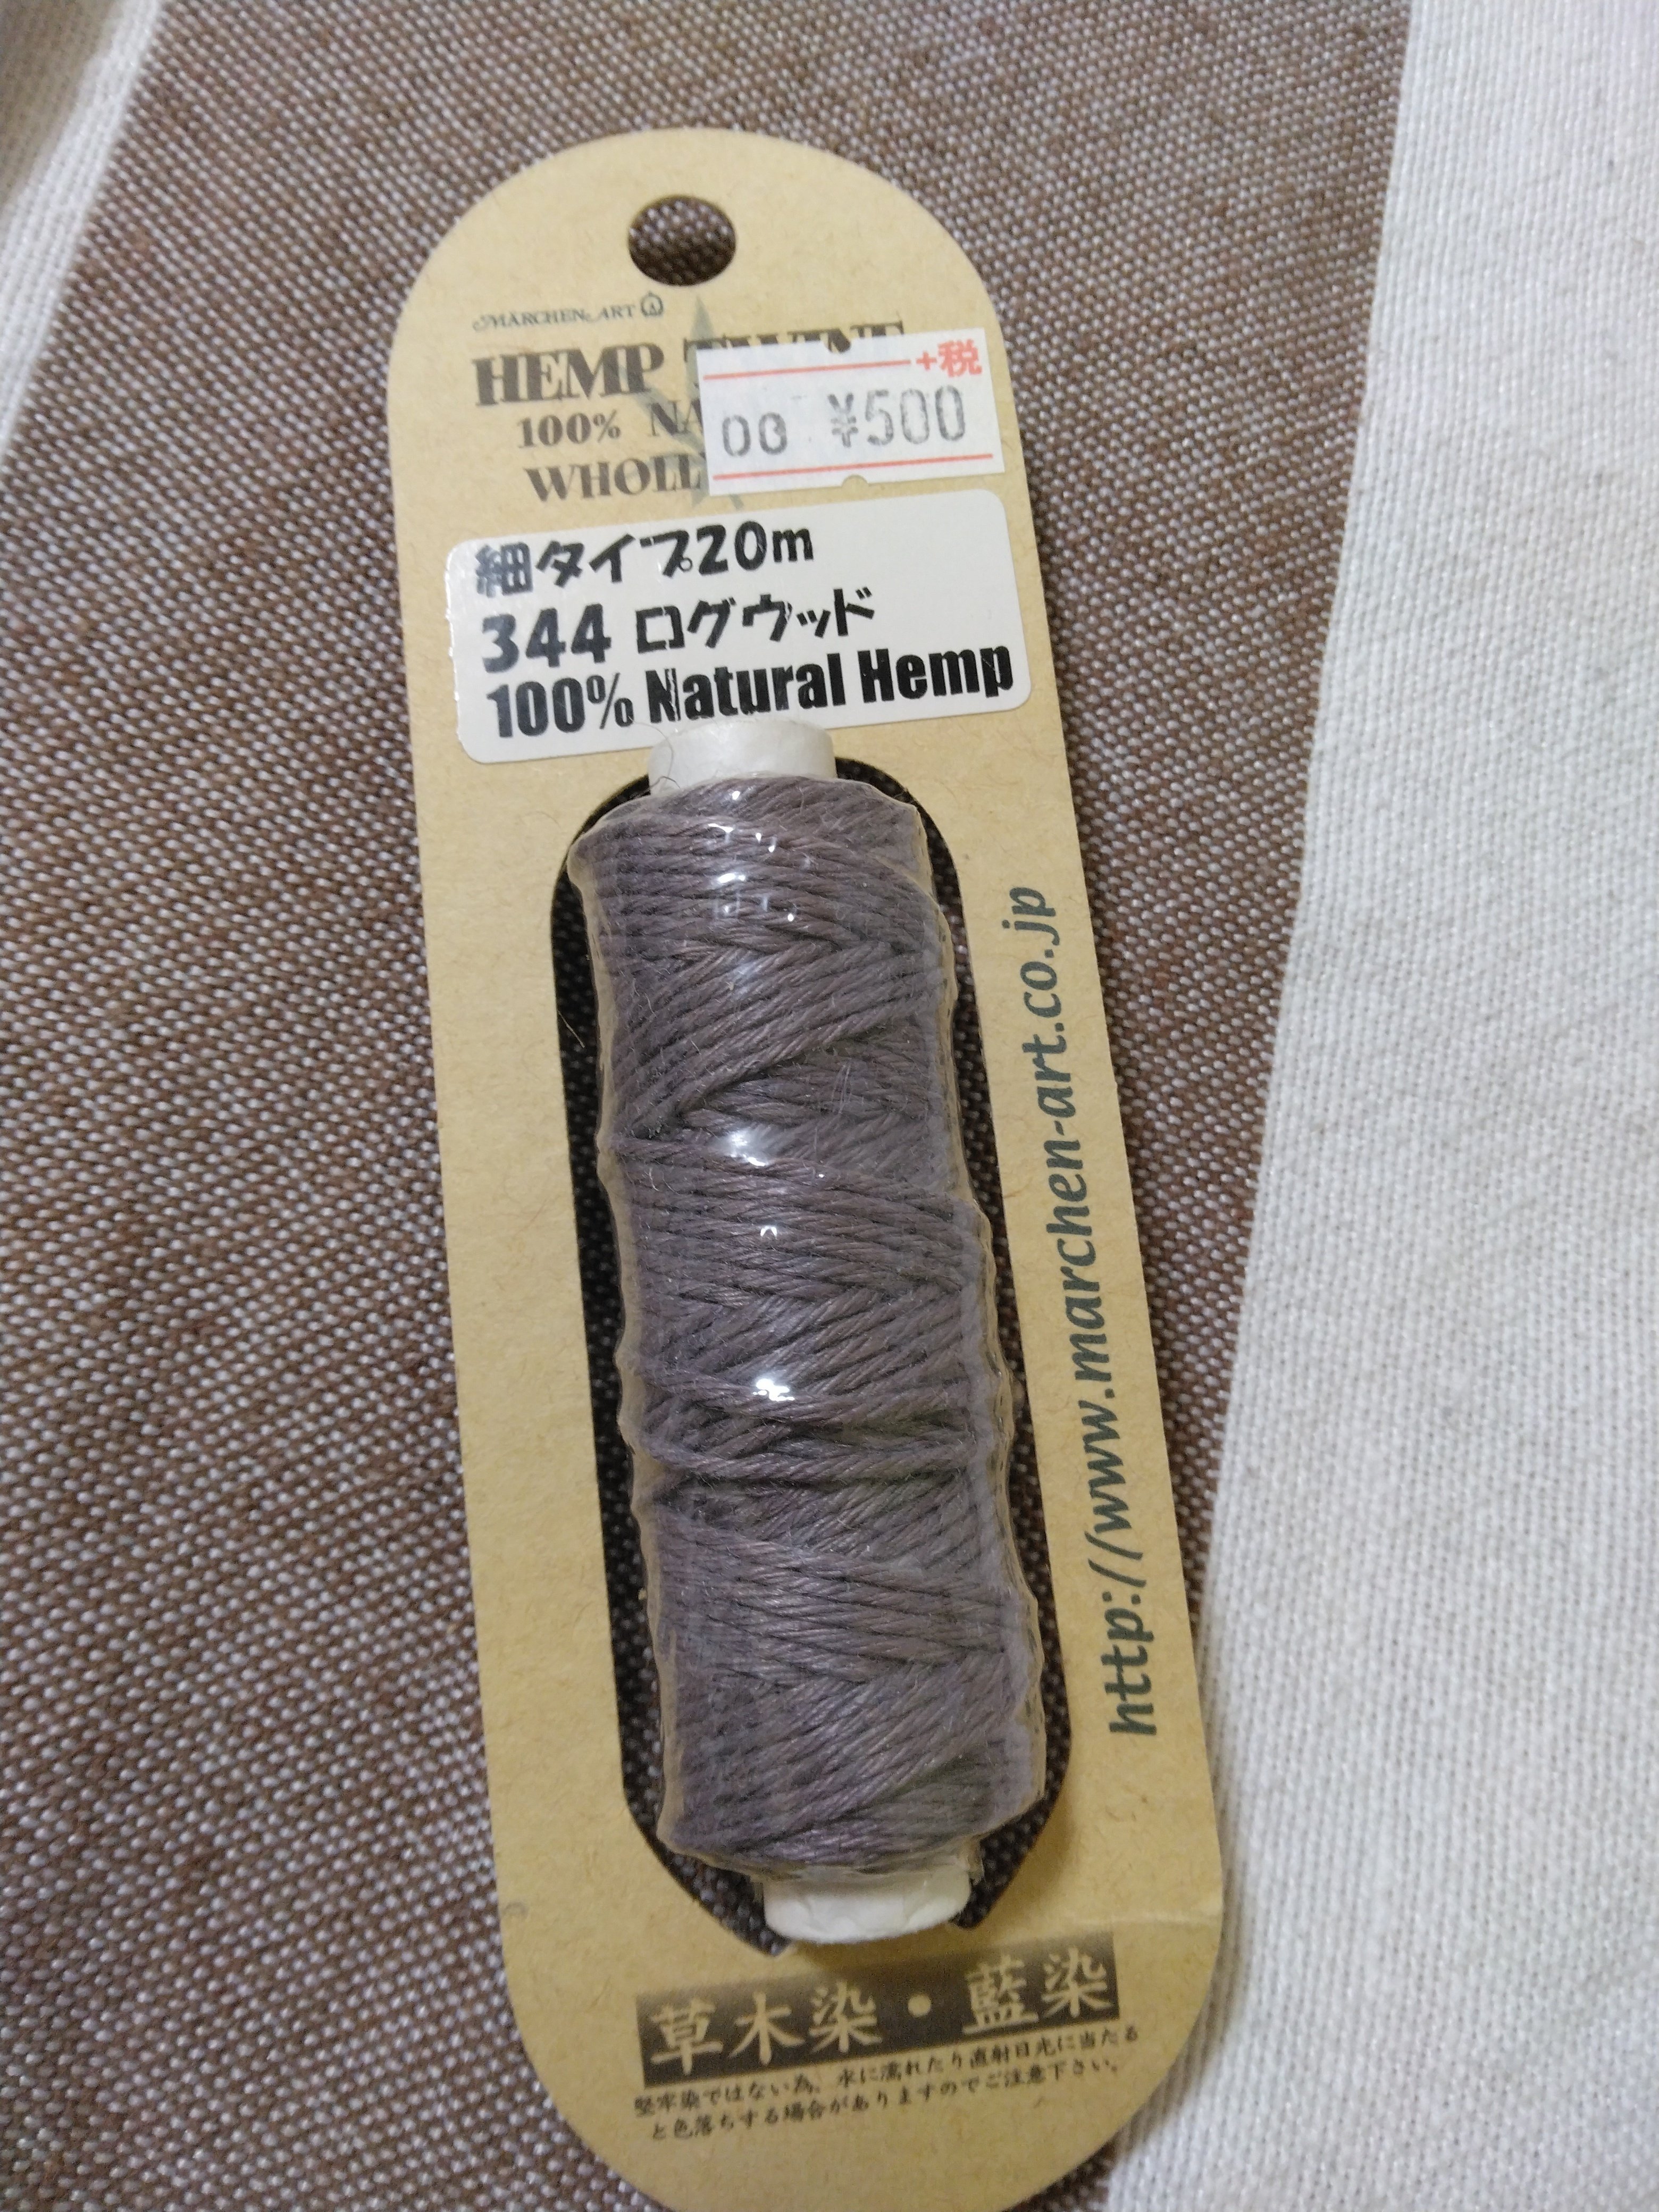 MARCHEN ART
HEMP
+税
00 ¥500
100%
細タイプ20m
344 ログウッド
100% Natural Hemp
http://www.marchen-art.co.jp
草木染・藍染
堅牢染ではない為、水に濡れたり直射日光に当たる
と色落ちする場合がありますのでご注意下さい。